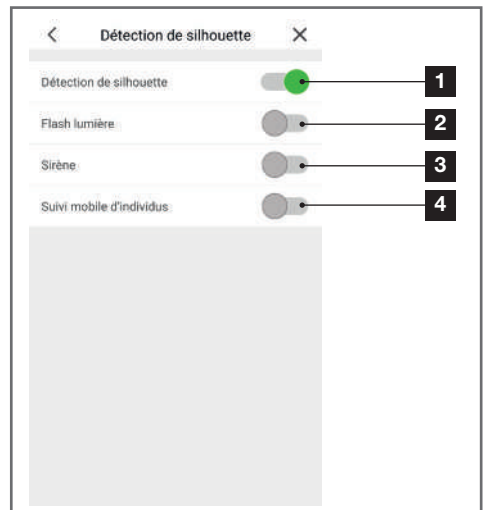 Détection de silhouette
Détection de silhouette 1
Flash lumière 2
Sirène 3
Suivi mobile d'individus 4